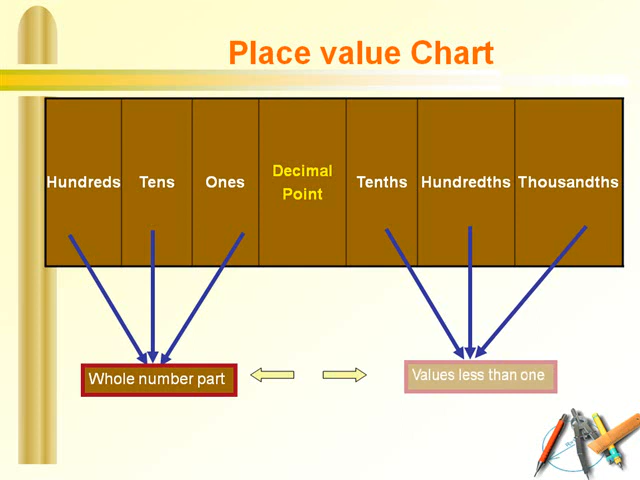 Place value Chart
Hundreds Tens Ones Decimal Point Tenths Hundredths Thousandths
Whole number part
Values less than one